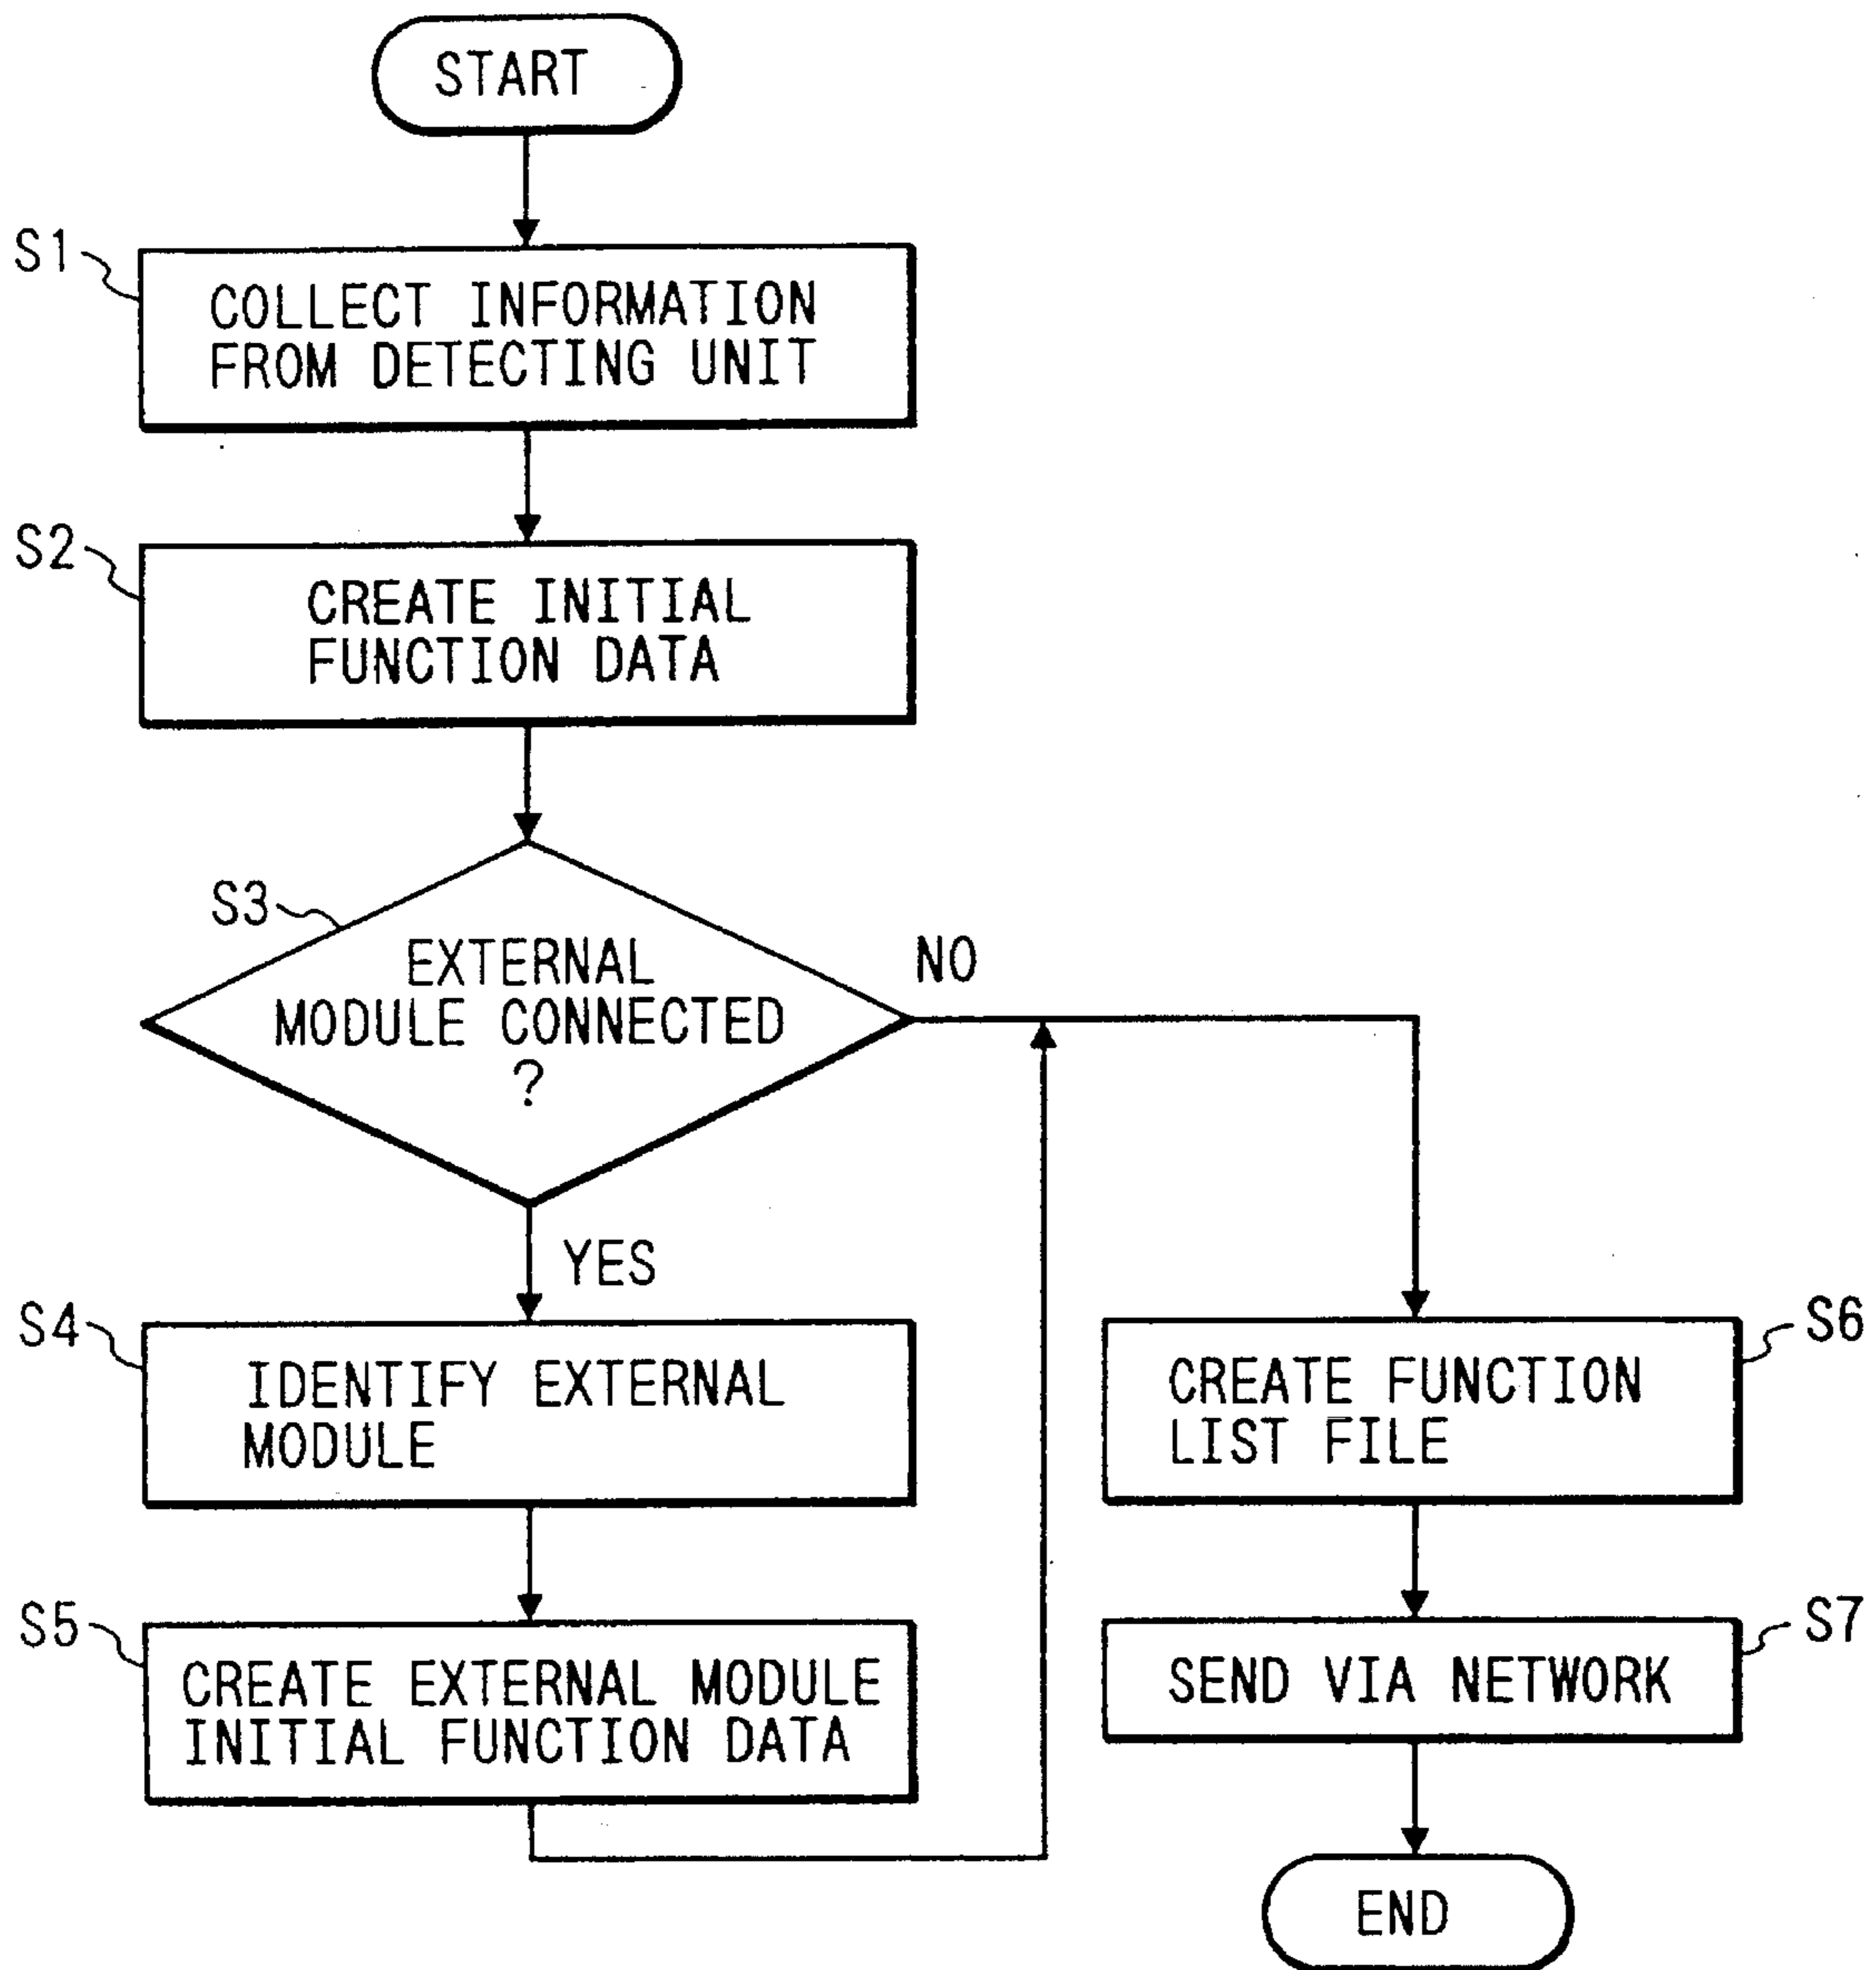 START
S1
COLLECT INFORMATION
FROM DETECTING UNIT
S2
CREATE INITIAL
FUNCTION DATA
S3
EXTERNAL
MODULE CONNECTED
?
NO
YES
S4
IDENTIFY EXTERNAL
MODULE
S5
CREATE EXTERNAL MODULE
INITIAL FUNCTION DATA
S6
CREATE FUNCTION
LIST FILE
S7
SEND VIA NETWORK
END